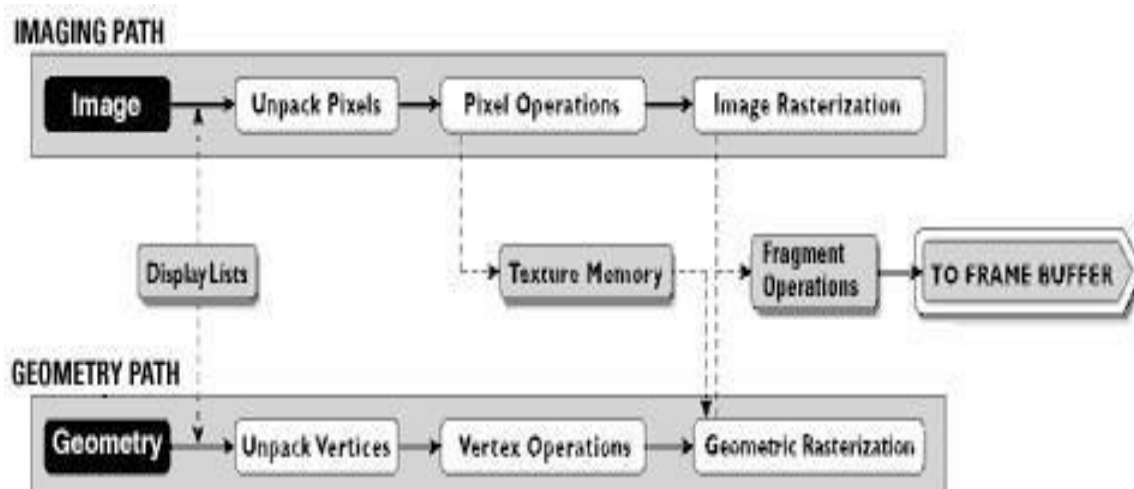 IMAGING PATH
Image
Unpack Pixels
Pixel Operations
Image Rasterization
Display Lists
Texture Memory
Fragment
Operations
TO FRAME BUFFER
GEOMETRY PATH
Geometry
Unpack Vertices
Vertex Operations
Geometric Rasterization